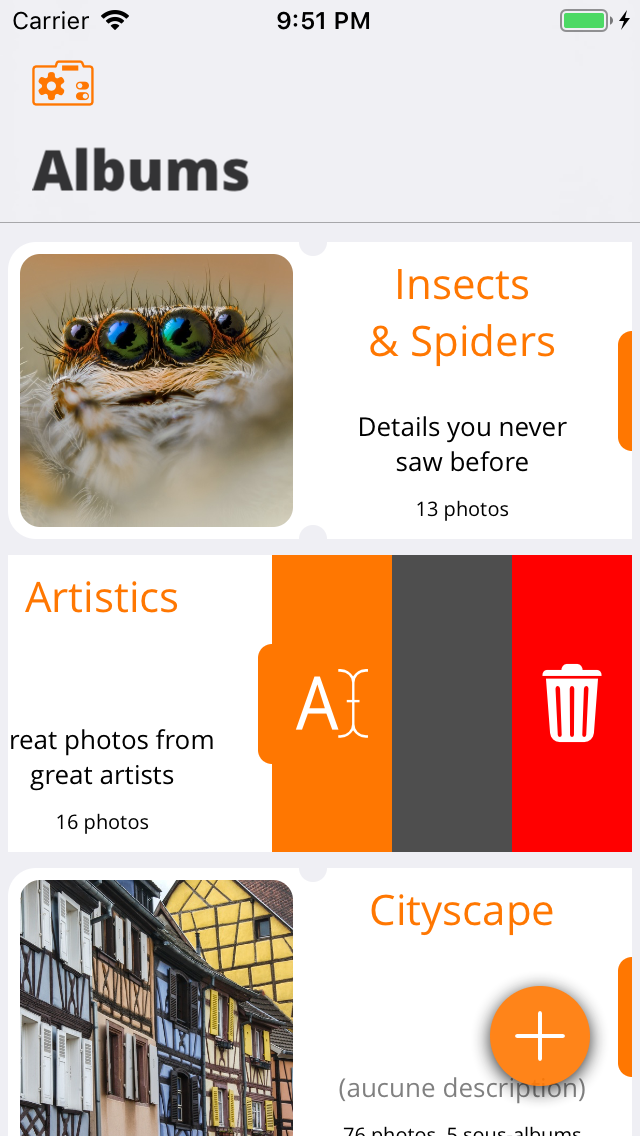 Carrier 9:51 PM
Albums
Insects
& Spiders
Details you never
saw before
13 photos
Artistics
reat photos from
great artists
16 photos
A
Cityscape
(aucune description)
76 photos, 5 sous-albums